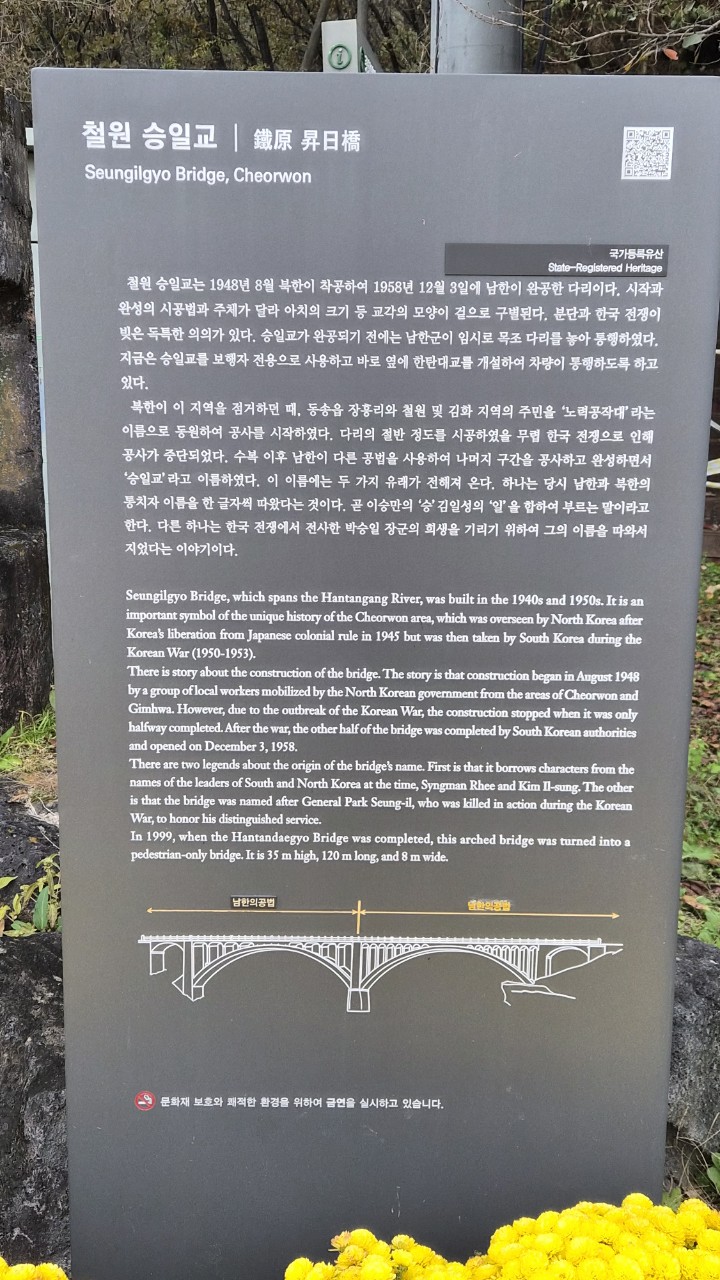 철원 승일교 | 鐵原 昇日橋
Seungilgyo Bridge, Cheorwon
국가등록유산
State-Registered Heritage
철원 승일교는 1948년 8월 북한이 착공하여 1958년 12월 3일에 남한이 완공한 다리이다. 시작과
완성의 시공법과 주체가 달라 아치의 크기 등 교각의 모양이 겉으로 구별된다. 분단과 한국 전쟁이
빚은 독특한 의의가 있다. 승일교가 완공되기 전에는 남한군이 임시로 목조 다리를 놓아 통행하였다.
지금은 승일교를 보행자 전용으로 사용하고 바로 옆에 한탄대교를 개설하여 차량이 통행하도록 하고
있다.
북한이 이 지역을 점거하던 때, 동송읍 장흥리와 철원 및 김화 지역의 주민을 '노력공작대'라는
이름으로 동원하여 공사를 시작하였다. 다리의 절반 정도를 시공하였을 무렵 한국 전쟁으로 인해
공사가 중단되었다. 수복 이후 남한이 다른 공법을 사용하여 나머지 구간을 공사하고 완성하면서
'승일교'라고 이름하였다. 이 이름에는 두 가지 유래가 전해져 온다. 하나는 당시 남한과 북한의
통치자 이름을 한 글자씩 따왔다는 것이다. 곧 이승만의 '승' 김일성의 '일'을 합하여 부르는 말이라고
한다. 다른 하나는 한국 전쟁에서 전사한 박승일 장군의 희생을 기리기 위하여 그의 이름을 따와서
지었다는 이야기이다.
Seungilgyo Bridge, which spans the Hantangang River, was built in the 1940s and 1950s. It is an
important symbol of the unique history of the Cheorwon area, which was overseen by North Korea after
Korea's liberation from Japanese colonial rule in 1945 but was then taken by South Korea during the
Korean War (1950-1953).
There is story about the construction of the bridge. The story is that construction began in August 1948
by a group of local workers mobilized by the North Korean government from the areas of Cheorwon and
Gimhwa. However, due to the outbreak of the Korean War, the construction stopped when it was only
halfway completed. After the war, the other half of the bridge was completed by South Korean authorities
and opened on December 3, 1958.
There are two legends about the origin of the bridge's name. First is that it borrows characters from the
names of the leaders of South and North Korea at the time, Syngman Rhee and Kim Il-sung. The other
is that the bridge was named after General Park Seung-il, who was killed in action during the Korean
War, to honor his distinguished service.
In 1999, when the Hantandaegyo Bridge was completed, this arched bridge was turned into a
pedestrian-only bridge. It is 35 m high, 120 m long, and 8 m wide.
남한의공법
문화재 보호와 쾌적한 환경을 위하여 금연을 실시하고 있습니다.